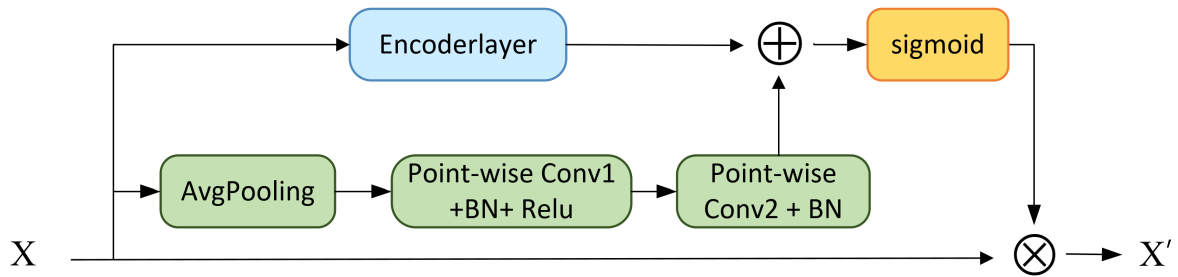 Encoderlayer
sigmoid
AvgPooling
Point-wise Conv1
+BN+ Relu
Point-wise
Conv2 + BN
X
X′